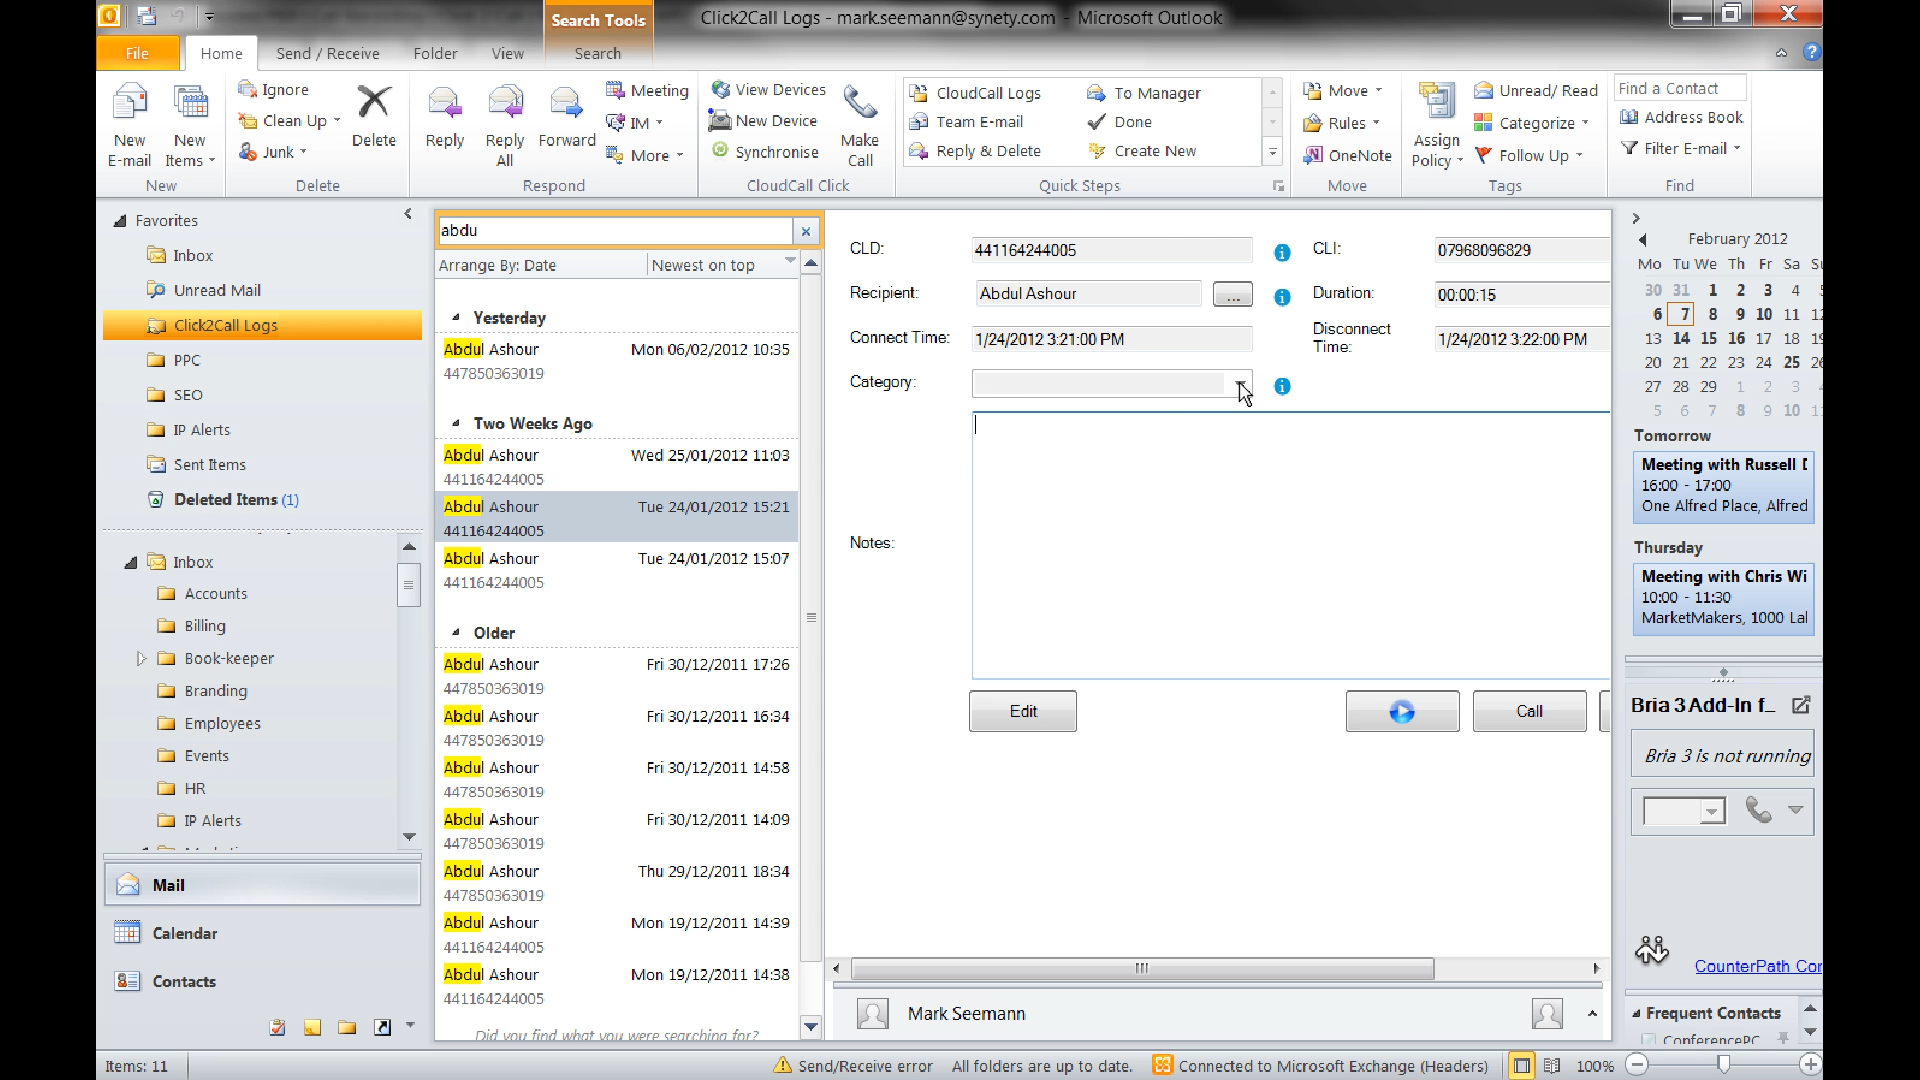 Click2Call Logs - mark.seemann@synety.com - Microsoft Outlook
Search Tools
File Home Send / Receive Folder View Search
New E-mail
New Items
New
Ignore
Clean Up
Junk
Delete
Delete
Reply
Reply All
Forward
Meeting
IM
More
Respond
View Devices
New Device
Synchronise
Make Call
CloudCall Click
CloudCall Logs
Team E-mail
Reply & Delete
To Manager
Done
Create New
Quick Steps
Move
Rules
OneNote
Move
Assign Policy
Unread/ Read
Categorize
Follow Up
Tags
Find a Contact
Address Book
Filter E-mail
Find
Favorites
Inbox
Unread Mail
Click2Call Logs
PPC
SEO
IP Alerts
Sent Items
Deleted Items (1)
Inbox
Accounts
Billing
Book-keeper
Branding
Employees
Events
HR
IP Alerts
Mail
Calendar
Contacts
abdu
Arrange By: Date Newest on top
Yesterday
Abdul Ashour Mon 06/02/2012 10:35
447850363019
Two Weeks Ago
Abdul Ashour Wed 25/01/2012 11:03
441164244005
Abdul Ashour Tue 24/01/2012 15:21
441164244005
Abdul Ashour Tue 24/01/2012 15:07
441164244005
Older
Abdul Ashour Fri 30/12/2011 17:26
447850363019
Abdul Ashour Fri 30/12/2011 16:34
447850363019
Abdul Ashour Fri 30/12/2011 14:58
447850363019
Abdul Ashour Fri 30/12/2011 14:09
447850363019
Abdul Ashour Thu 29/12/2011 18:34
447850363019
Abdul Ashour Mon 19/12/2011 14:39
441164244005
Abdul Ashour Mon 19/12/2011 14:38
441164244005
Did you find what you were searching for?
CLD: 441164244005 CLI: 07968096829
Recipient: Abdul Ashour ... Duration: 00:00:15
Connect Time: 1/24/2012 3:21:00 PM Disconnect Time: 1/24/2012 3:22:00 PM
Category:
Notes:
Edit Call
Mark Seemann
February 2012
Mo Tu We Th Fr Sa Su
30 31 1 2 3 4
6 7 8 9 10 11
13 14 15 16 17 18
20 21 22 23 24 25
27 28 29 1 2 3
5 6 7 8 9 10
Tomorrow
Meeting with Russell
16:00 - 17:00
One Alfred Place, Alfred
Thursday
Meeting with Chris Wi
10:00 - 11:30
MarketMakers, 1000 Lal
Bria 3 Add-In f...
Bria 3 is not running
CounterPath Cor
Frequent Contacts
ConferencePC
Items: 11 Send/Receive error All folders are up to date. Connected to Microsoft Exchange (Headers) 100%